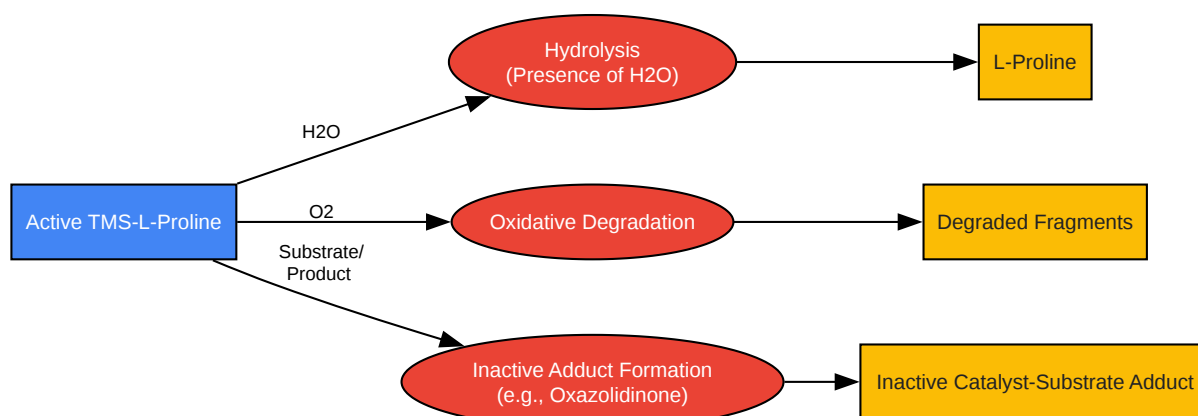 Hydrolysis
(Presence of H2O)
L-Proline
H2O
Active TMS-L-Proline
O2
Oxidative Degradation
Degraded Fragments
Substrate/
Product
Inactive Adduct Formation
(e.g., Oxazolidinone)
Inactive Catalyst-Substrate Adduct